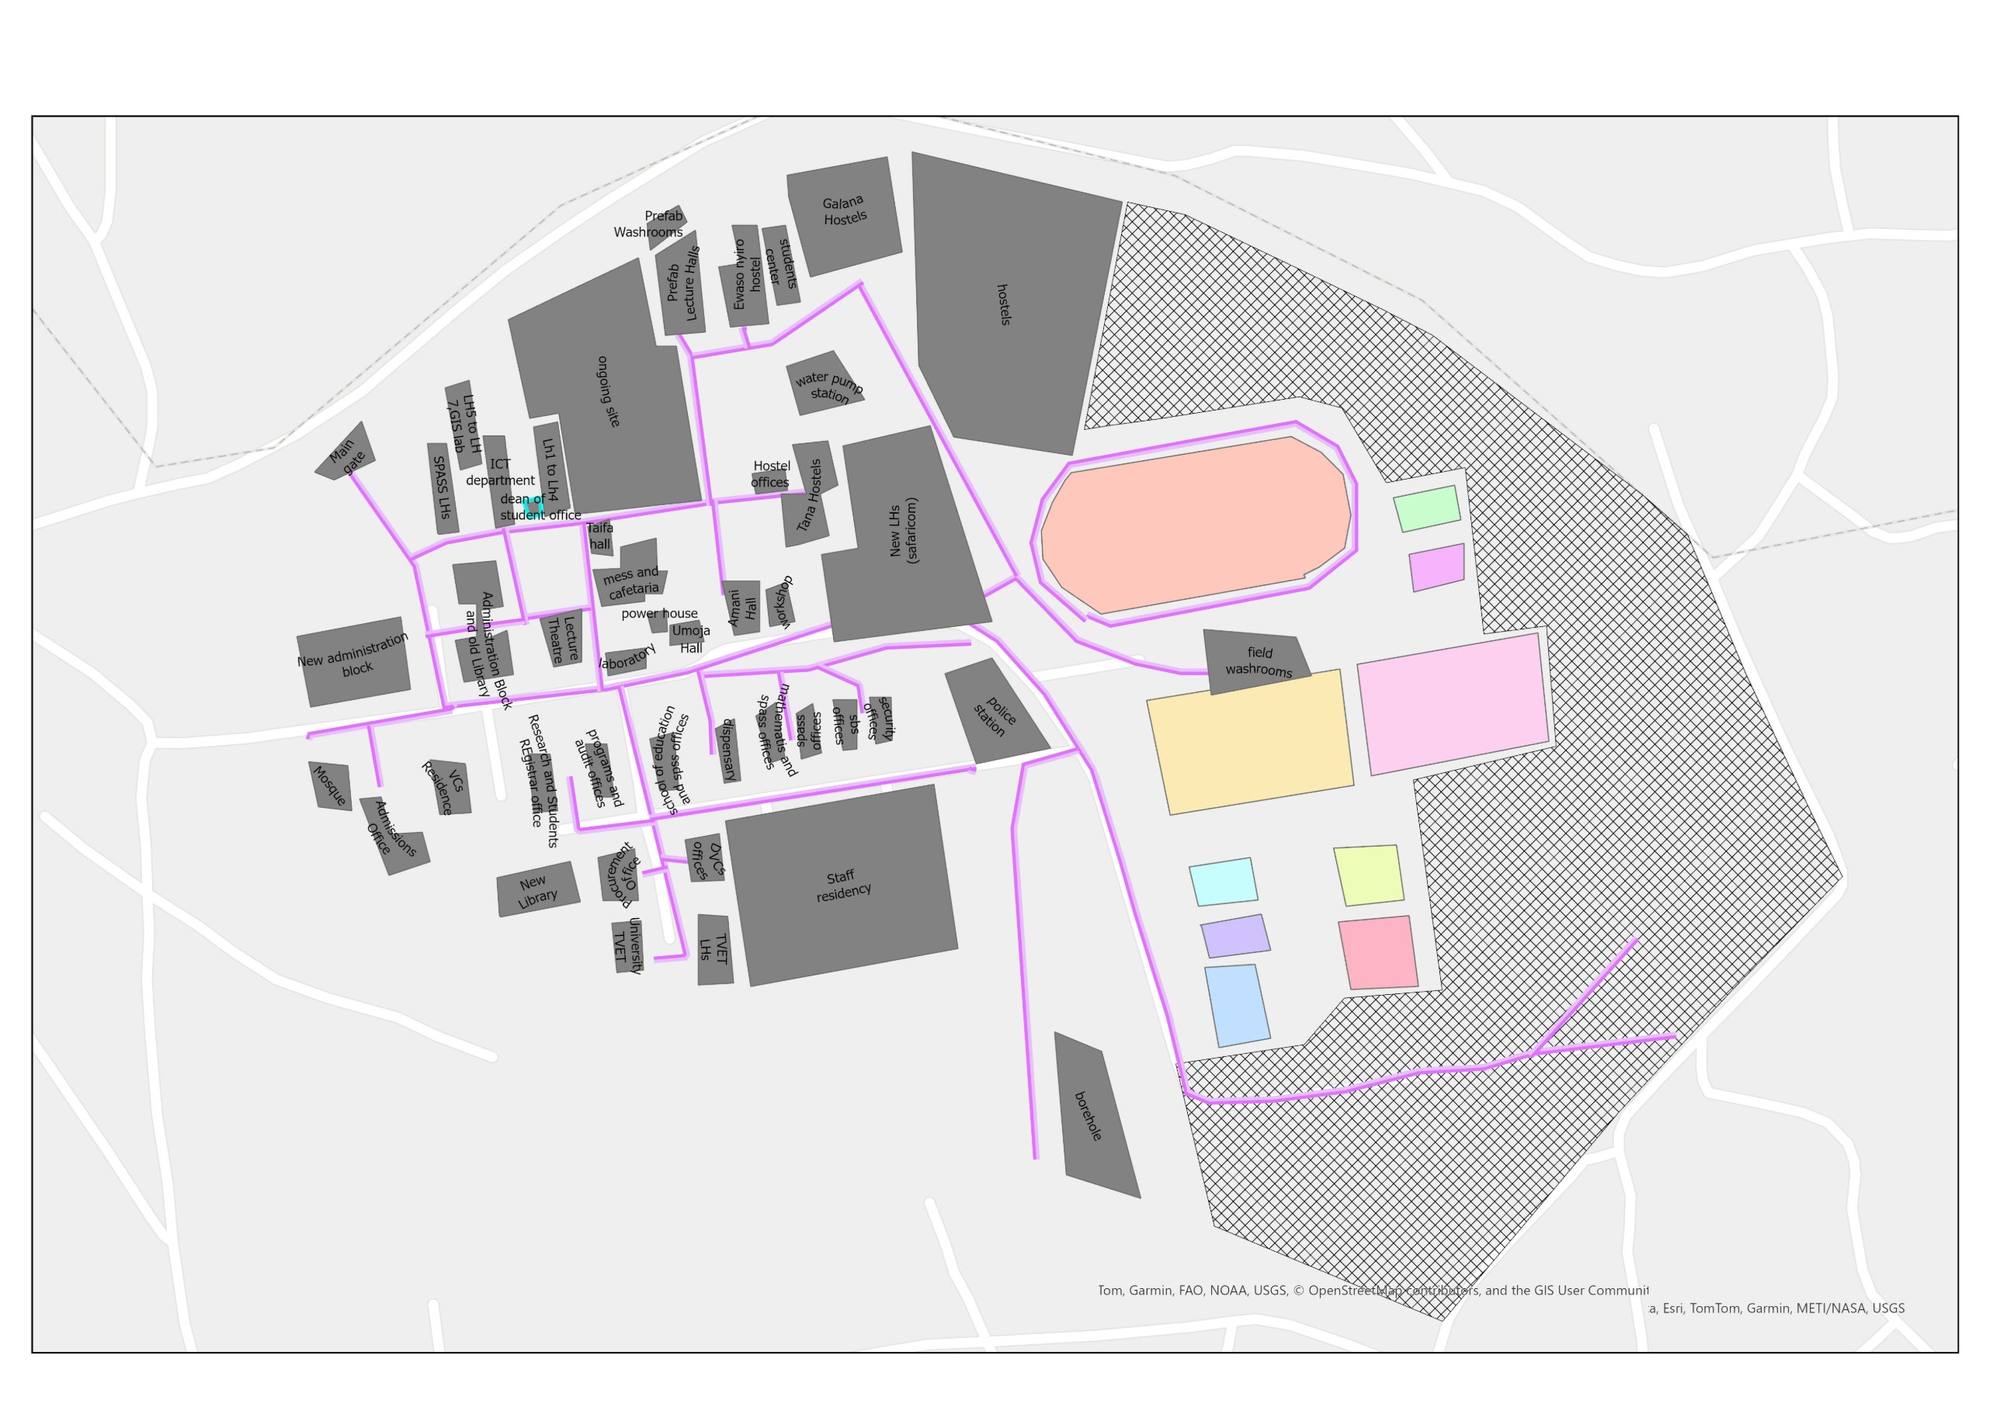 Galana
Hostels
Prefab
Washrooms
Prefab
Lecture Halls
Ewaso nyiro
hostel
students
center
hostels
ongoing site
water pump
station
Main
gate
LH5 to LH
7,GIS lab
SPASS LHs
ICT
department
Lh1 to Lh4
dean of
student office
Hostel
offices
Tana Hostels
New LHs
(safaricom)
Taifa
hall
mess and
cafetaria
power house
Umoja
Hall
Amani
Hall
workshop
Administration Block
and old Library
Lecture
Theatre
laboratory
New administration
block
field
washrooms
police
station
Mosque
VCs
Residence
Admissions
Office
Research and Students
REgistrar office
programs and
audit offices
school of education
and spass offices
dispensary
mathematis and
spass offices
spass
offices
sbs
offices
security
offices
New
Library
Procurement
Office
DVCs
offices
University
TVET
TVET
LHs
Staff
residency
borehole
Tom, Garmin, FAO, NOAA, USGS, © OpenStreetMap contributors, and the GIS User Communit
a, Esri, TomTom, Garmin, METI/NASA, USGS